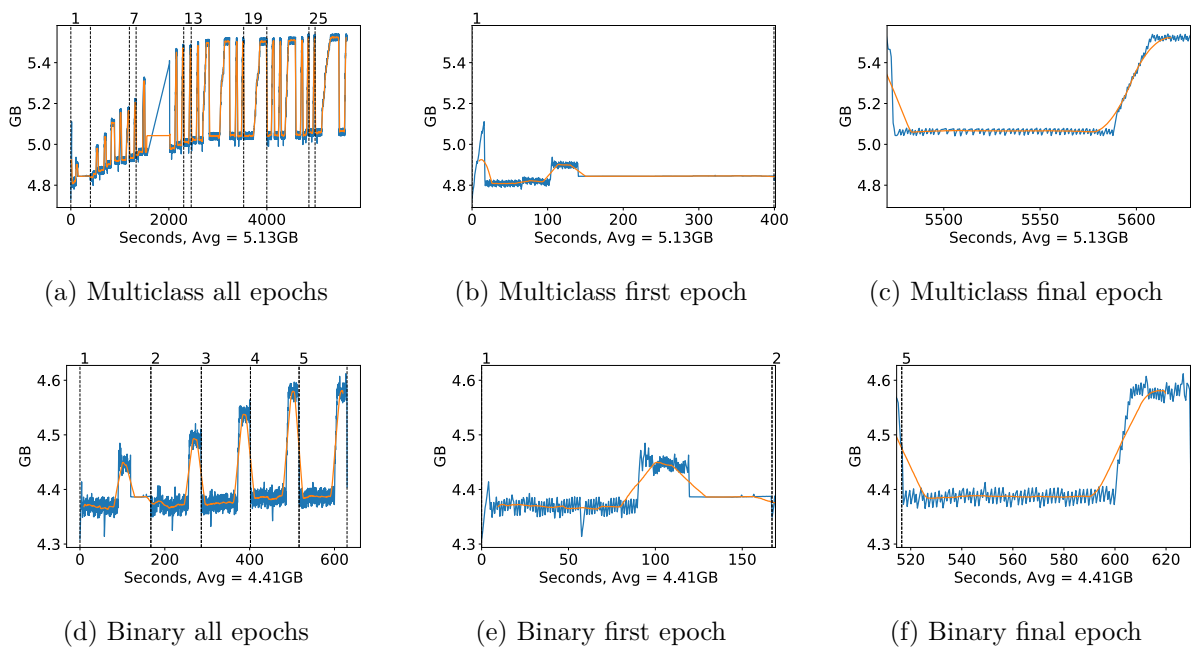 1 7 13 19 25
GB
5.4
5.2
5.0
4.8
0 2000 4000
Seconds, Avg = 5.13GB
(a) Multiclass all epochs
1
GB
5.4
5.2
5.0
4.8
0 100 200 300 400
Seconds, Avg = 5.13GB
(b) Multiclass first epoch
GB
5.4
5.2
5.0
4.8
5500 5550 5600
Seconds, Avg = 5.13GB
(c) Multiclass final epoch
1 2 3 4 5
GB
4.6
4.5
4.4
4.3
0 200 400 600
Seconds, Avg = 4.41GB
(d) Binary all epochs
1 2
GB
4.6
4.5
4.4
4.3
0 50 100 150
Seconds, Avg = 4.41GB
(e) Binary first epoch
5
GB
4.6
4.5
4.4
4.3
520 540 560 580 600 620
Seconds, Avg = 4.41GB
(f) Binary final epoch